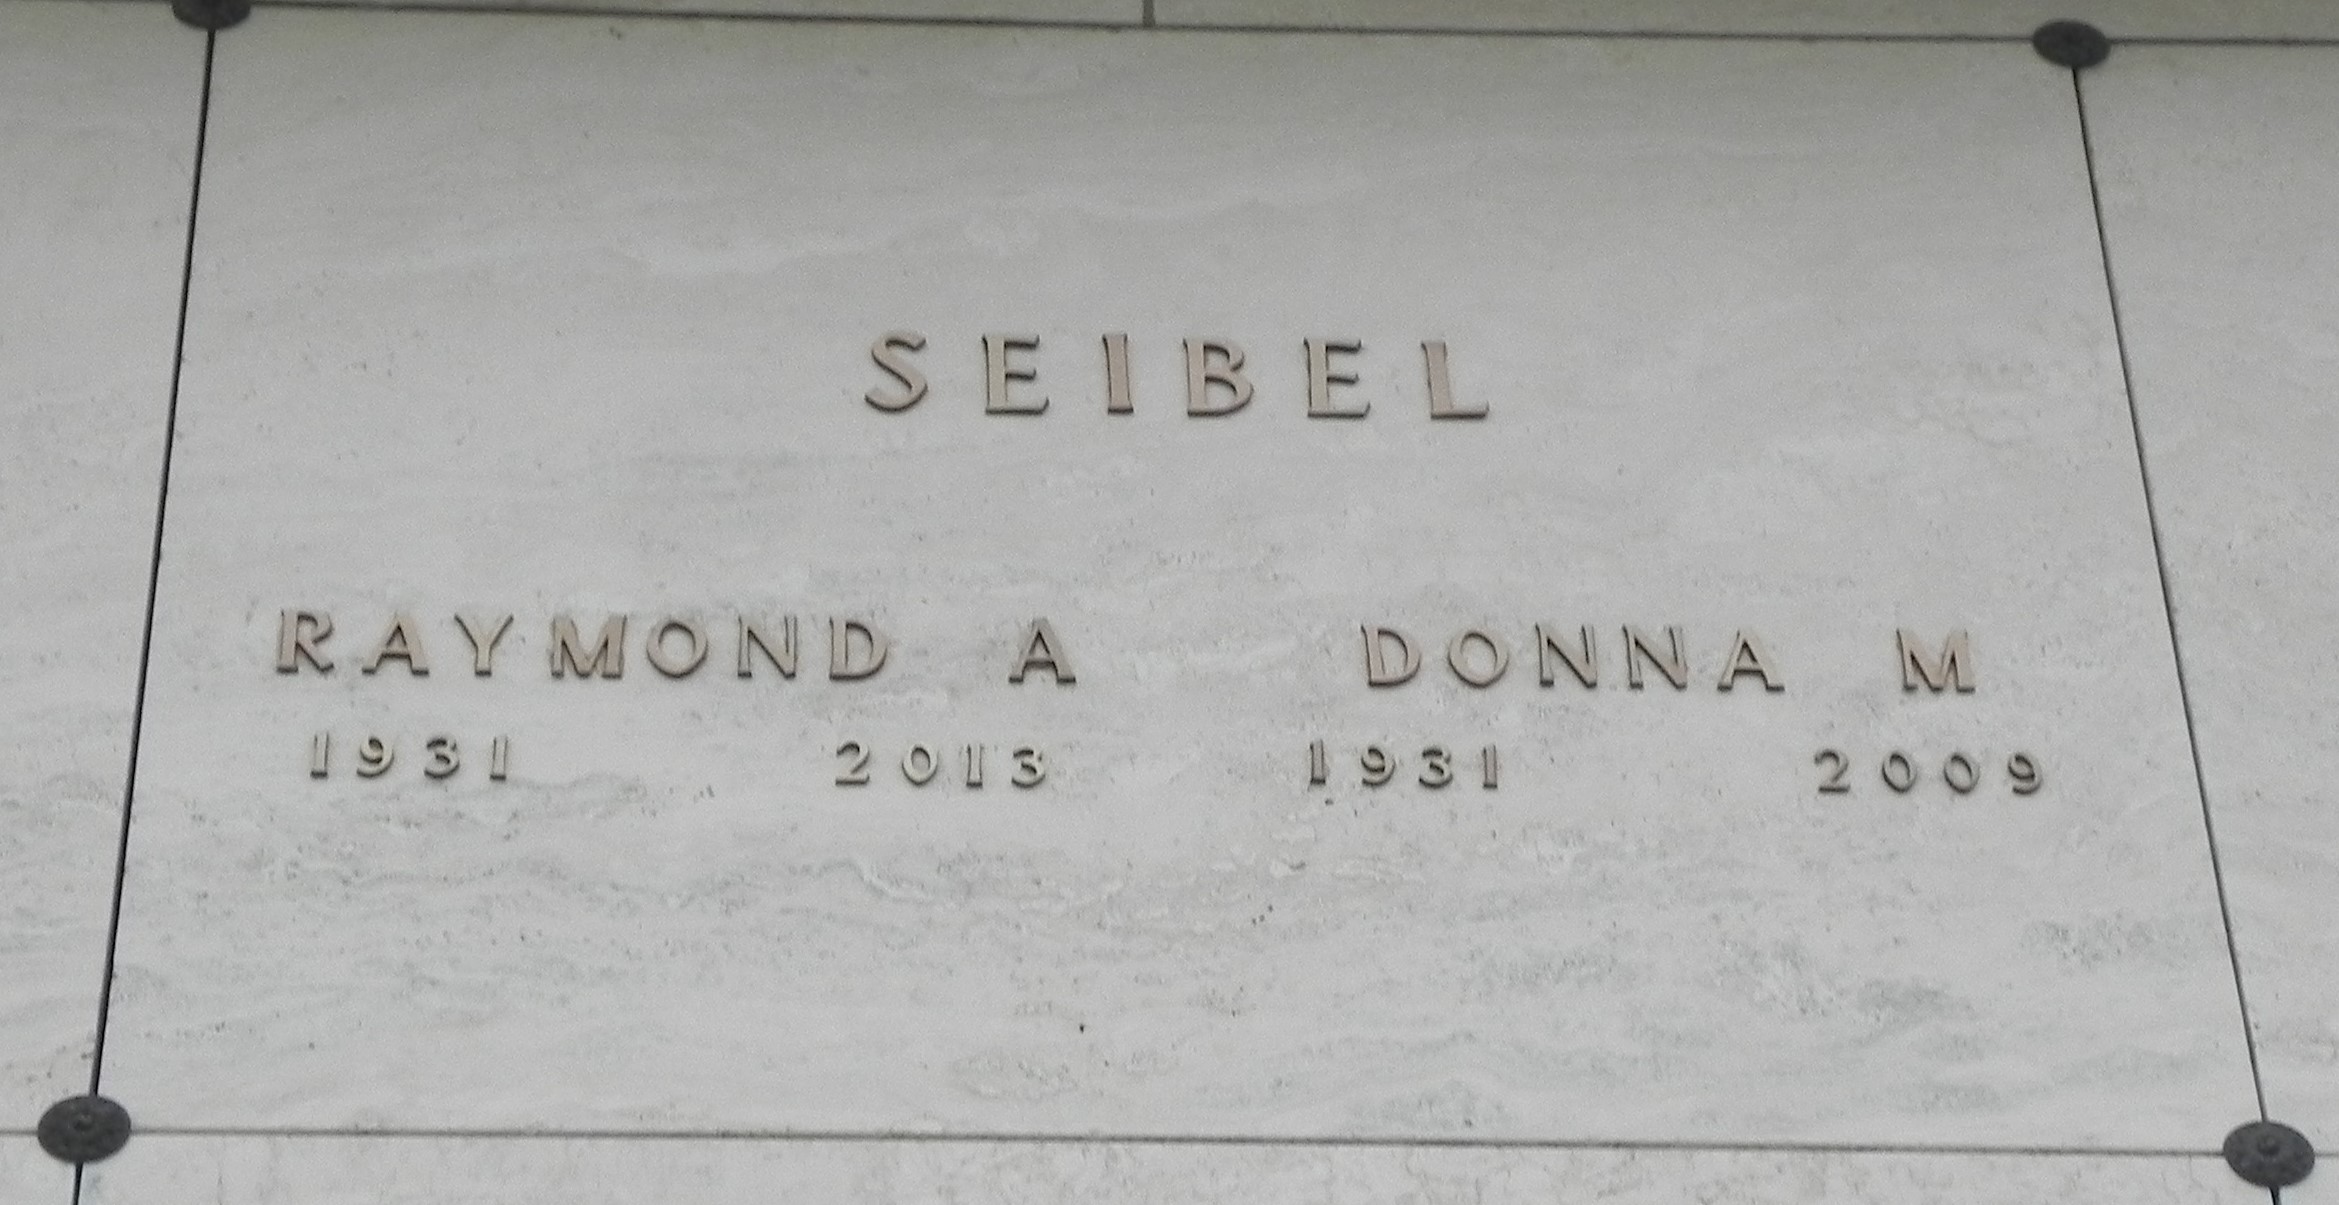 SEIBEL
RAYMOND A DONNA M
1931 2013 1931 2009